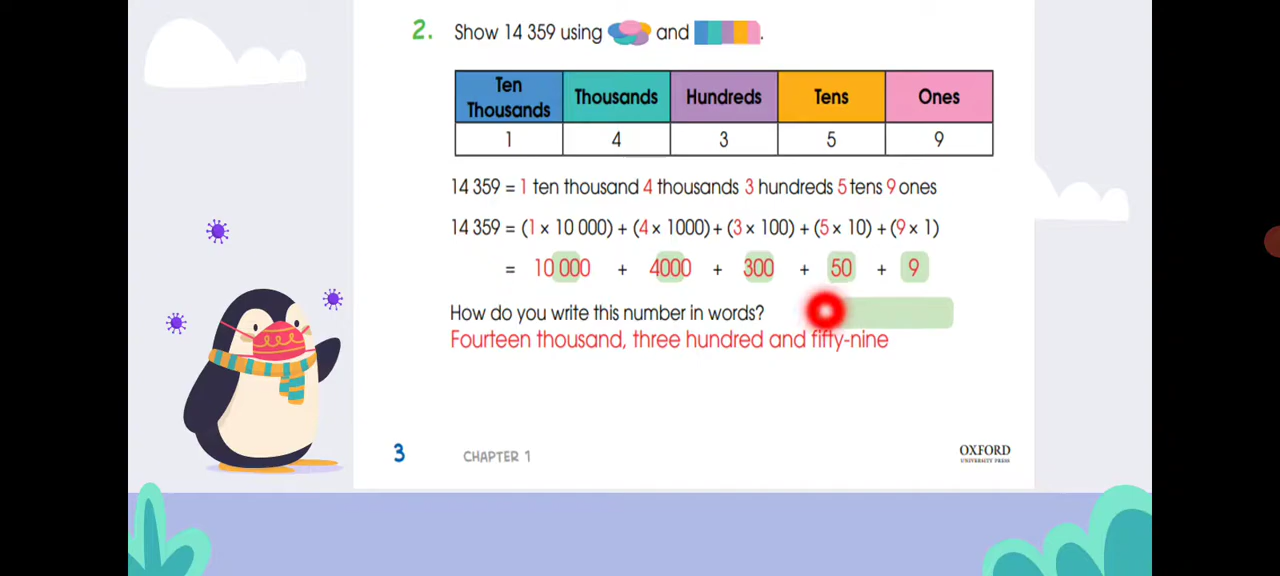 2. Show 14 359 using and .
Ten Thousands Thousands Hundreds Tens Ones
1 4 3 5 9
14 359 = 1 ten thousand 4 thousands 3 hundreds 5 tens 9 ones
14 359 = (1 × 10 000) + (4 × 1000) + (3 × 100) + (5 × 10) + (9 × 1)
= 10 000 + 4000 + 300 + 50 + 9
How do you write this number in words?
Fourteen thousand, three hundred and fifty-nine
3 CHAPTER 1 OXFORD
UNIVERSITY PRESS